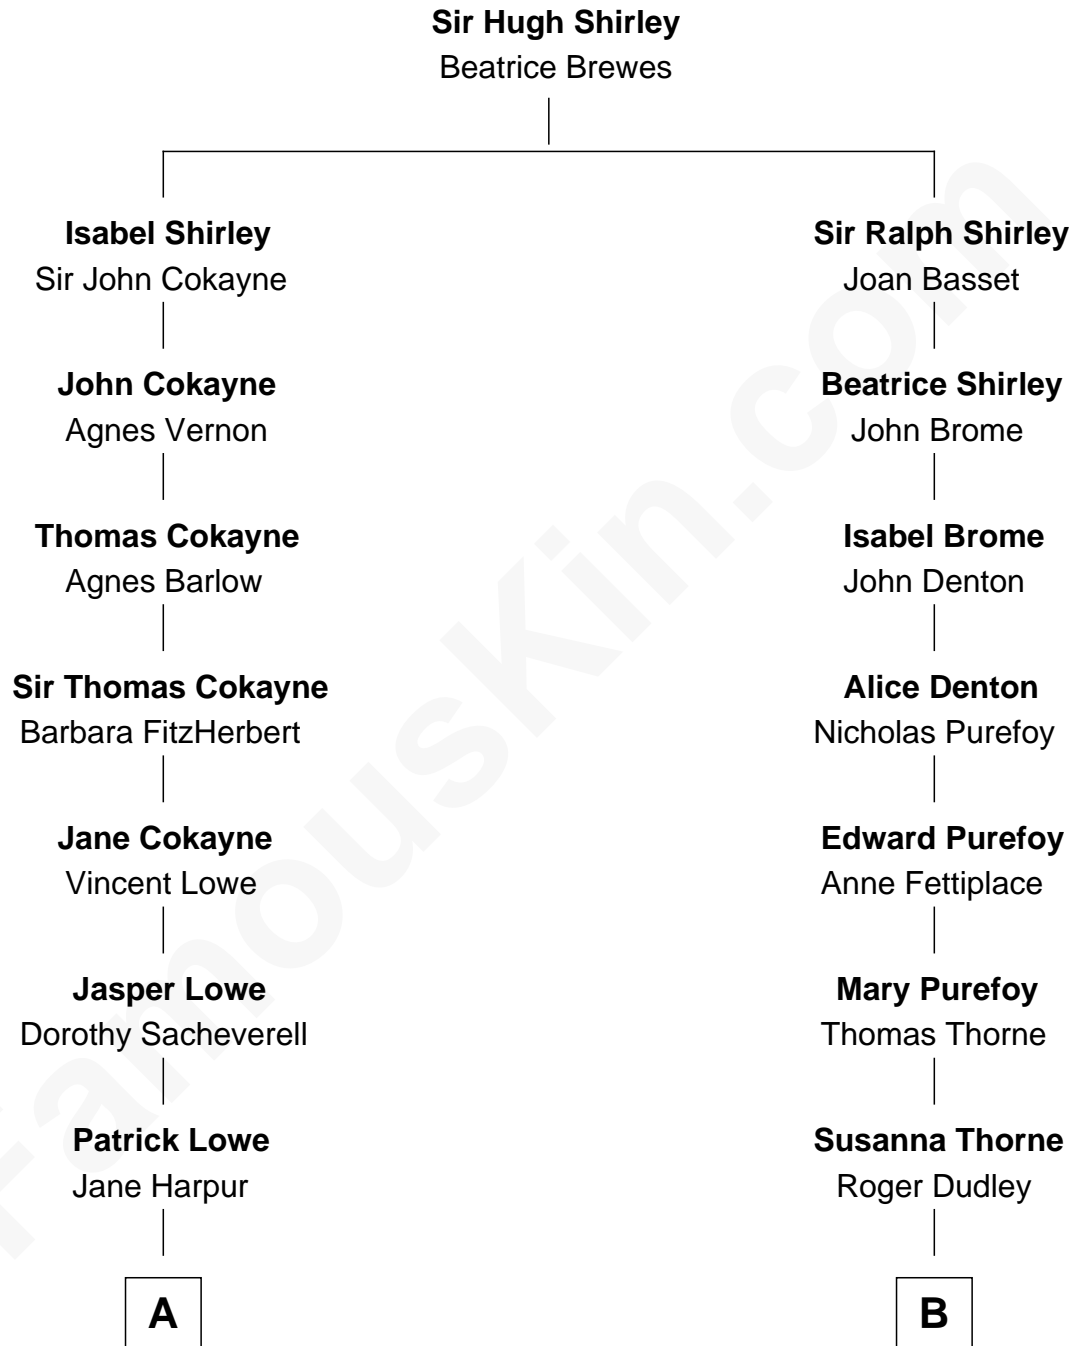 Sir Hugh Shirley
Beatrice Brewes
Isabel Shirley
Sir John Cokayne
John Cokayne
Agnes Vernon
Thomas Cokayne
Agnes Barlow
Sir Thomas Cokayne
Barbara FitzHerbert
Jane Cokayne
Vincent Lowe
Jasper Lowe
Dorothy Sacheverell
Patrick Lowe
Jane Harpur
A
Sir Ralph Shirley
Joan Basset
Beatrice Shirley
John Brome
Isabel Brome
John Denton
Alice Denton
Nicholas Purefoy
Edward Purefoy
Anne Fettiplace
Mary Purefoy
Thomas Thorne
Susanna Thorne
Roger Dudley
B
FamousKin.com